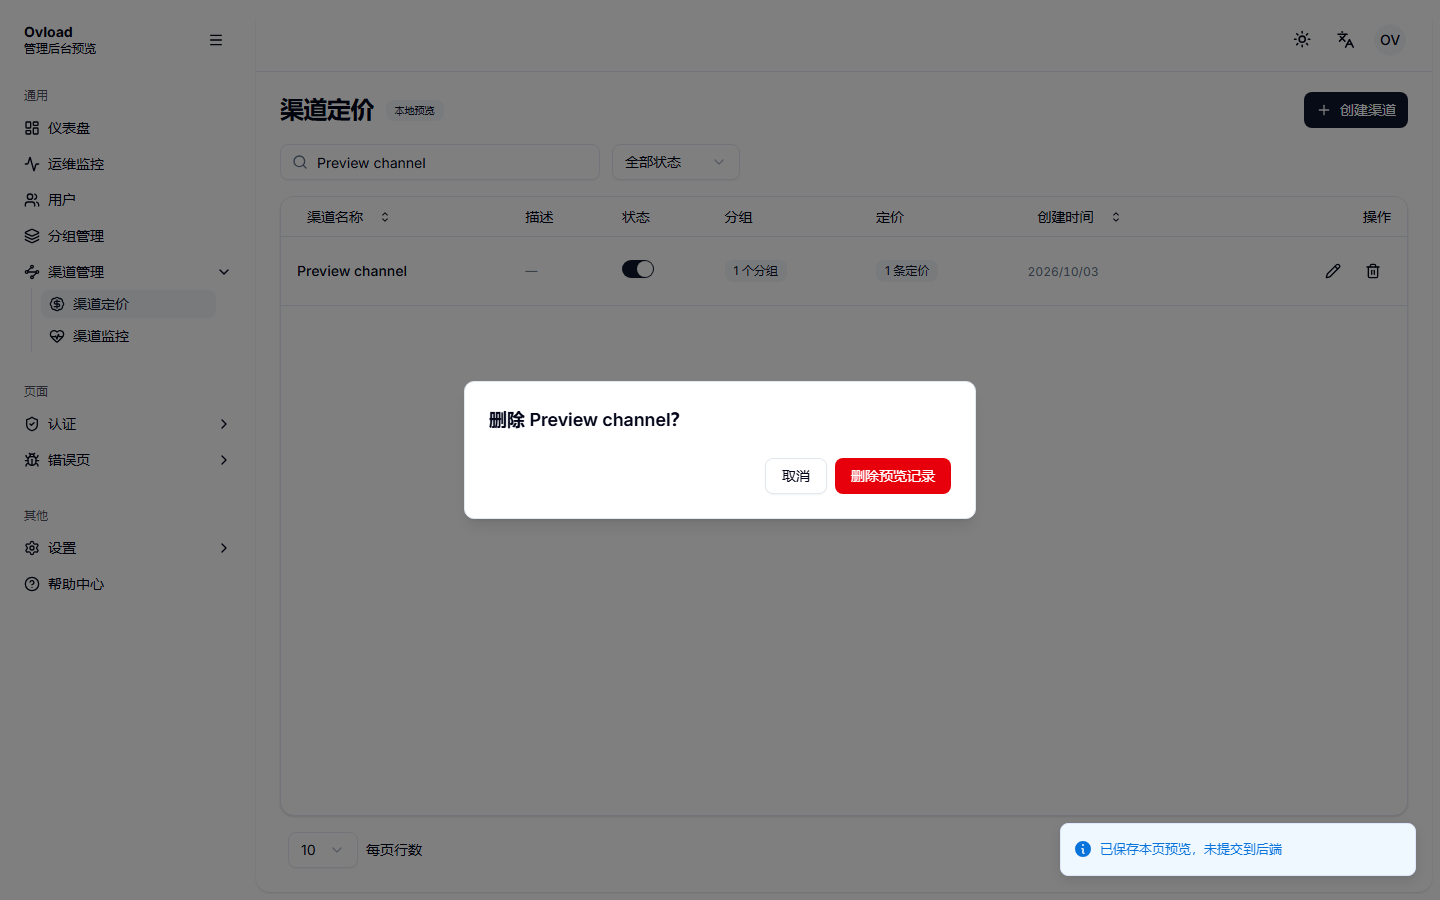 Ovload
管理后台预览
OV
通用
仪表盘
运维监控
用户
分组管理
渠道管理
渠道定价
渠道监控
页面
认证
错误页
其他
设置
帮助中心
渠道定价 本地预览
+ 创建渠道
Preview channel 全部状态
渠道名称 描述 状态 分组 定价 创建时间 操作
Preview channel — 1 个分组 1 条定价 2026/10/03
删除 Preview channel?
取消 删除预览记录
10 每页行数
已保存本页预览，未提交到后端